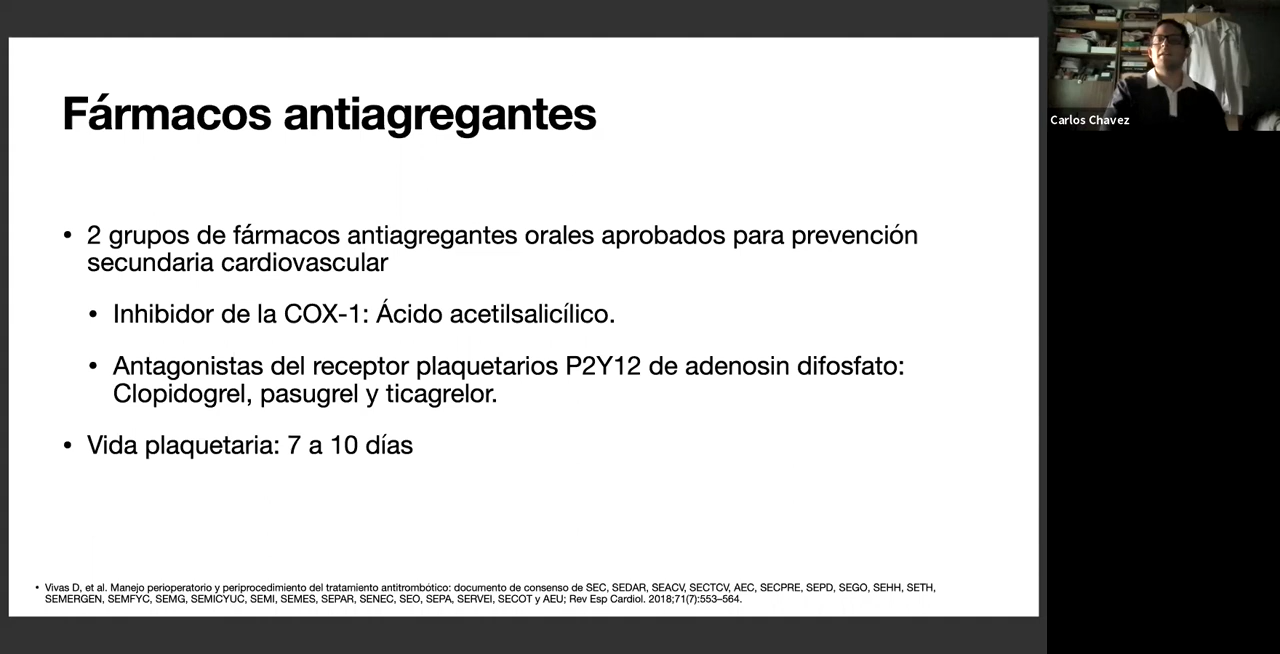 Fármacos antiagregantes
• 2 grupos de fármacos antiagregantes orales aprobados para prevención
secundaria cardiovascular
• Inhibidor de la COX-1: Ácido acetilsalicílico.
• Antagonistas del receptor plaquetarios P2Y12 de adenosin difosfato:
Clopidogrel, pasugrel y ticagrelor.
• Vida plaquetaria: 7 a 10 días
• Vivas D, et al. Manejo perioperatorio y periprocedimiento del tratamiento antitrombótico: documento de consenso de SEC, SEDAR, SEACV, SECTCV, AEC, SECPRE, SEPD, SEGO, SEHH, SETH,
SEMERGEN, SEMFYC, SEMG, SEMICYUC, SEMI, SEMES, SEPAR, SENEC, SEO, SEPA, SERVEI, SECOT y AEU; Rev Esp Cardiol. 2018;71(7):553–564.
Carlos Chavez